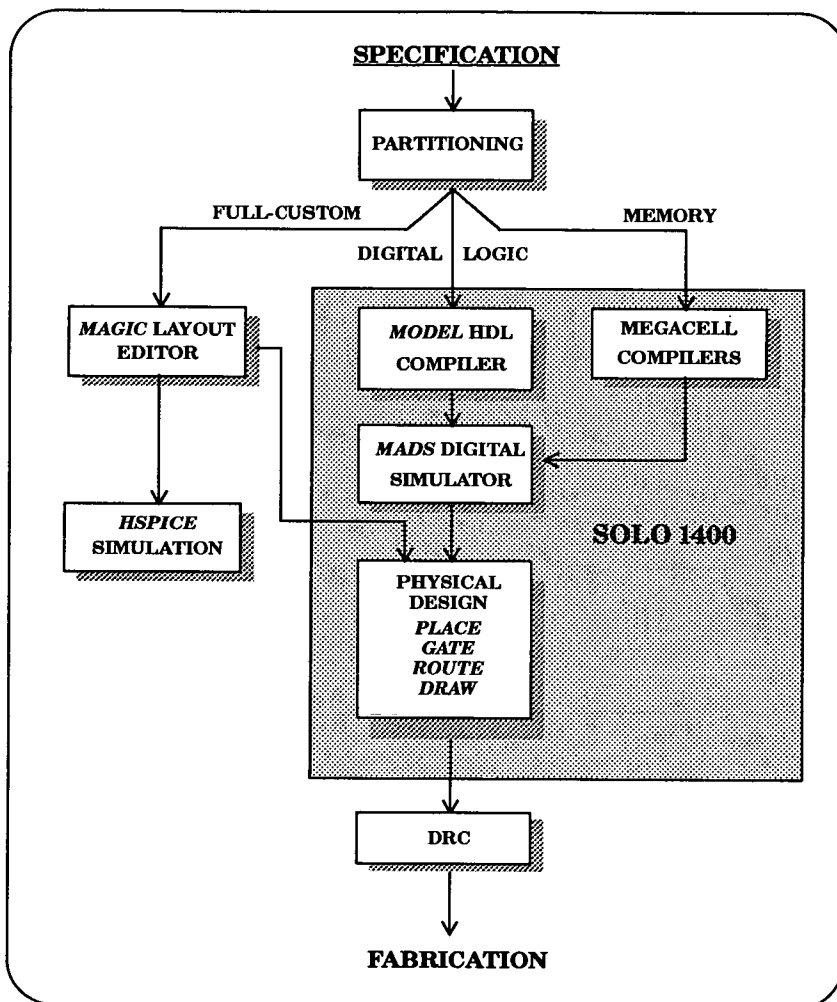 SPECIFICATION
PARTITIONING
FULL-CUSTOM
MEMORY
DIGITAL LOGIC
MAGIC LAYOUT
EDITOR
MODEL HDL
COMPILER
MEGACELL
COMPILERS
MADS DIGITAL
SIMULATOR
HSPICE
SIMULATION
SOLO 1400
PHYSICAL
DESIGN
PLACE
GATE
ROUTE
DRAW
DRC
FABRICATION